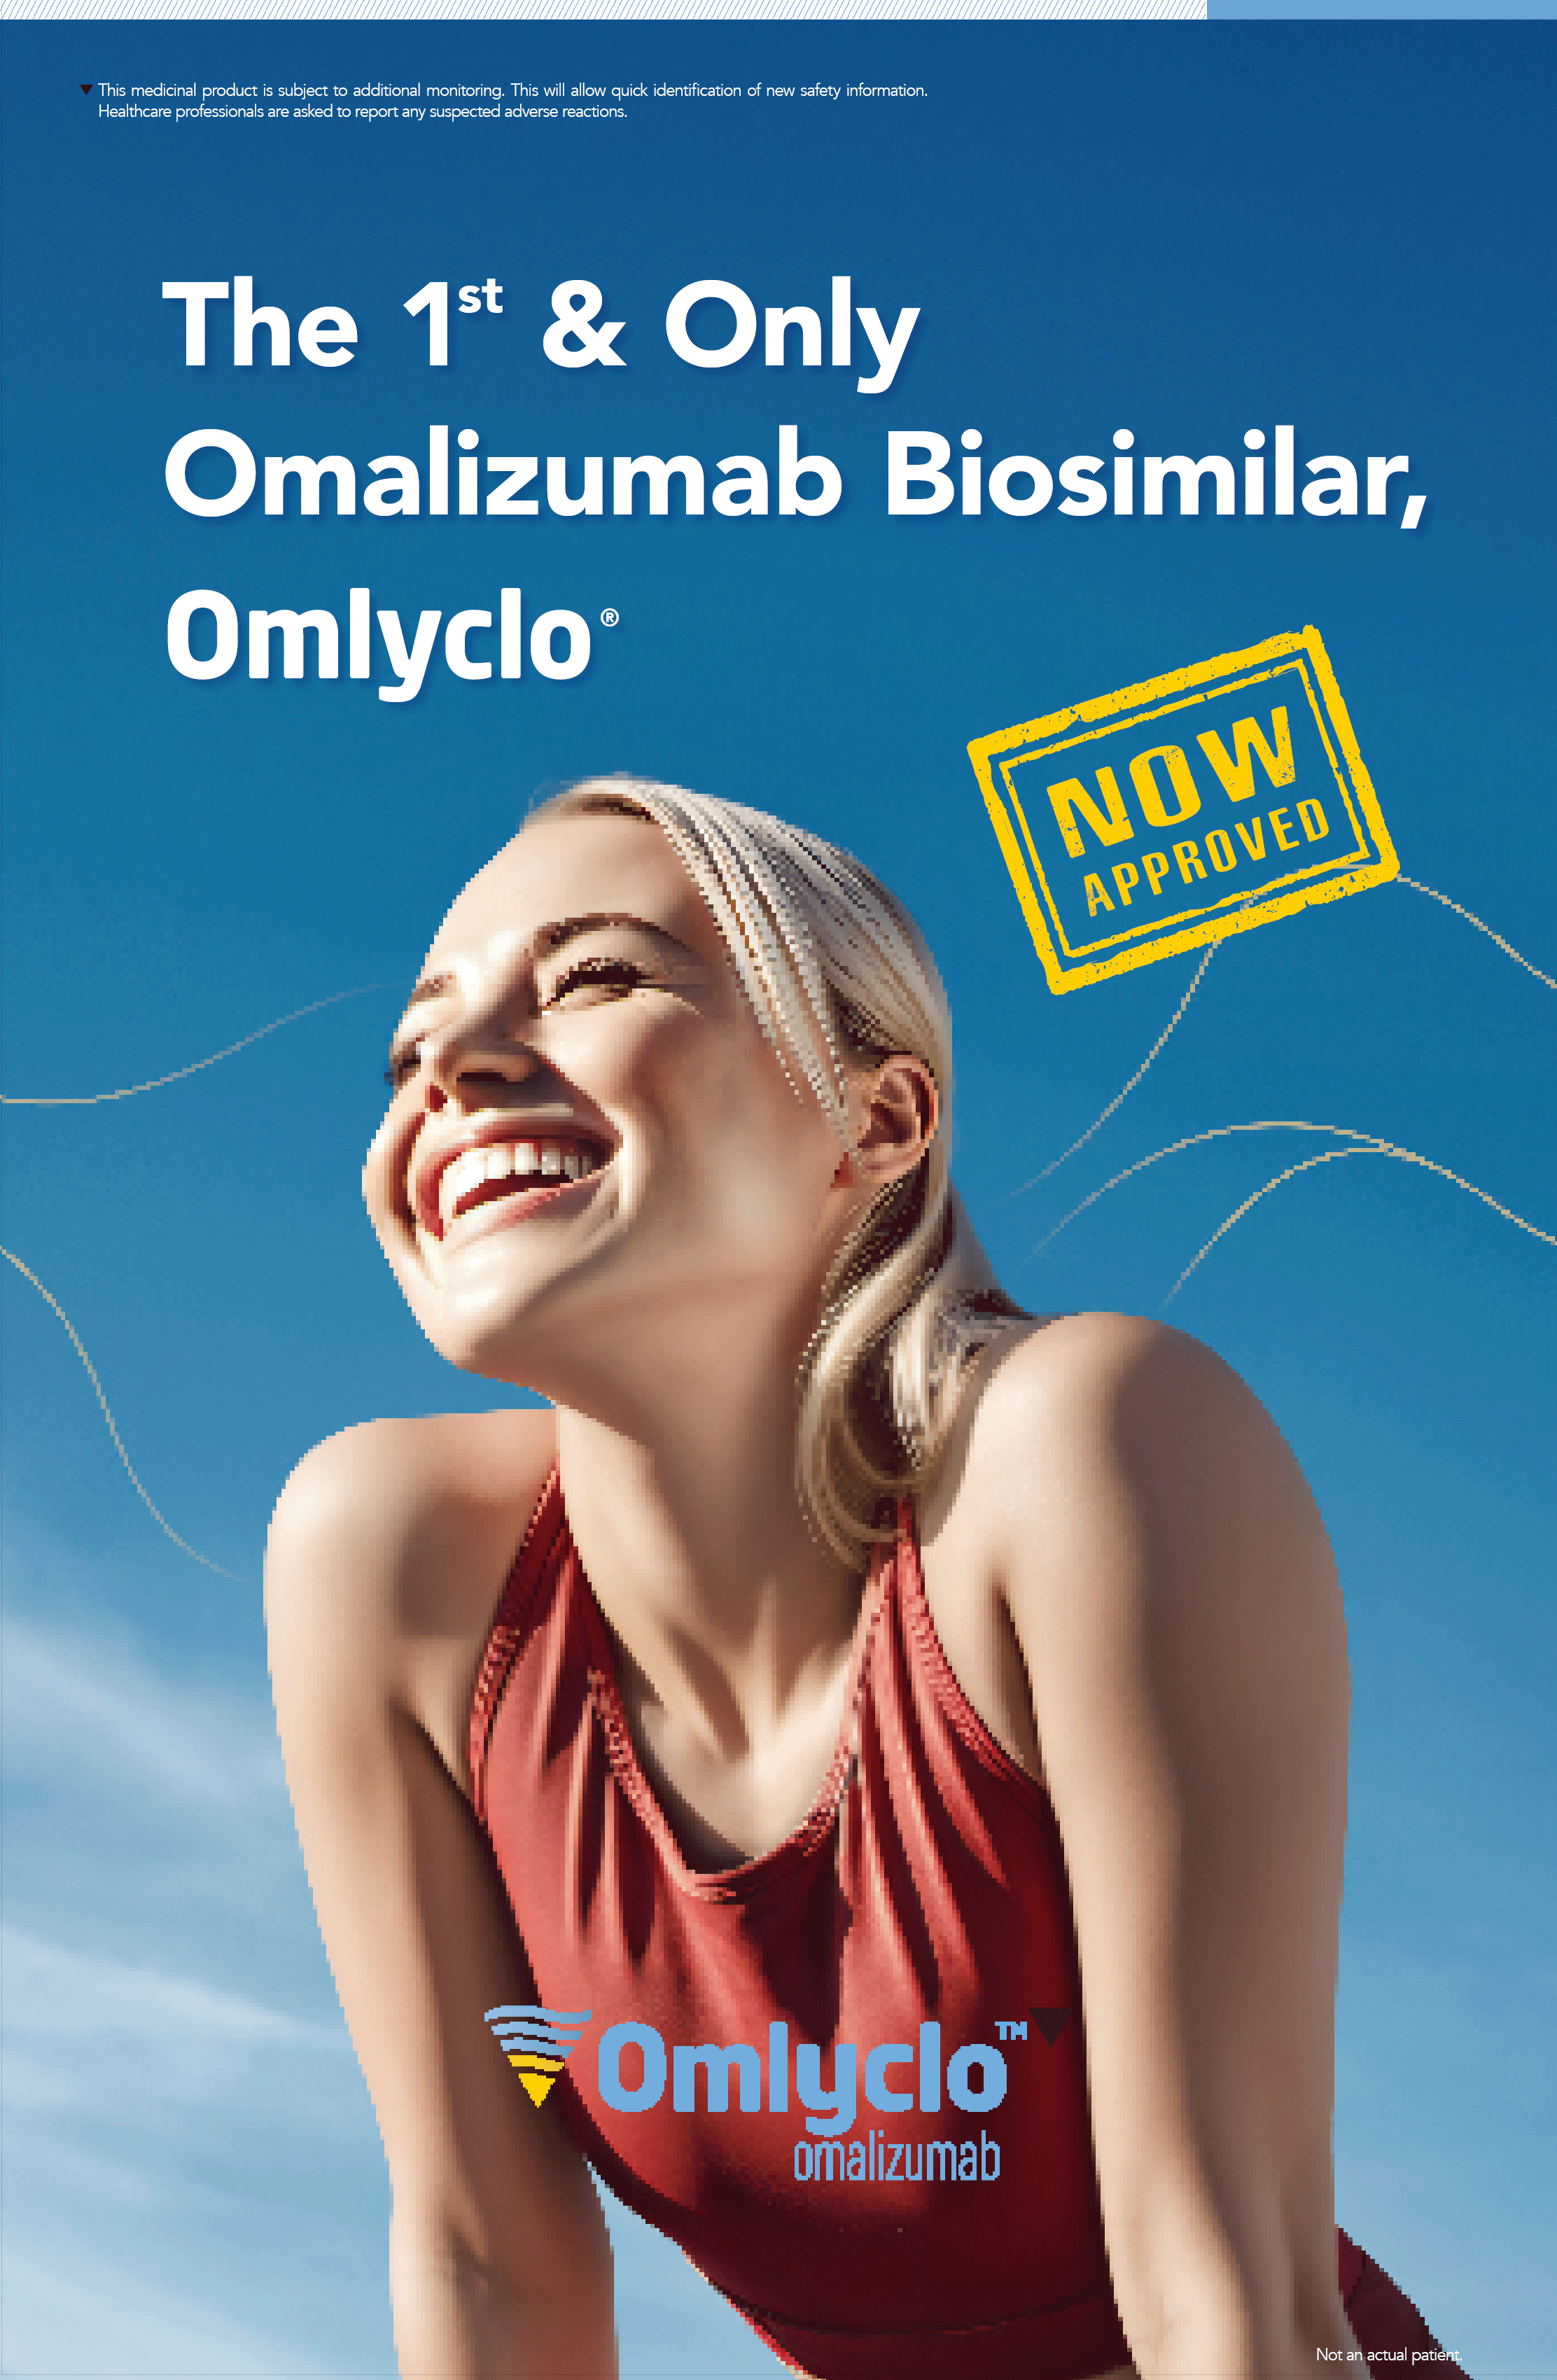 ▼ This medicinal product is subject to additional monitoring. This will allow quick identification of new safety information.
Healthcare professionals are asked to report any suspected adverse reactions.
The 1st & Only
Omalizumab Biosimilar,
Omlyclo®
NOW
APPROVED
Omlyclo™▼
omalizumab
Not an actual patient.